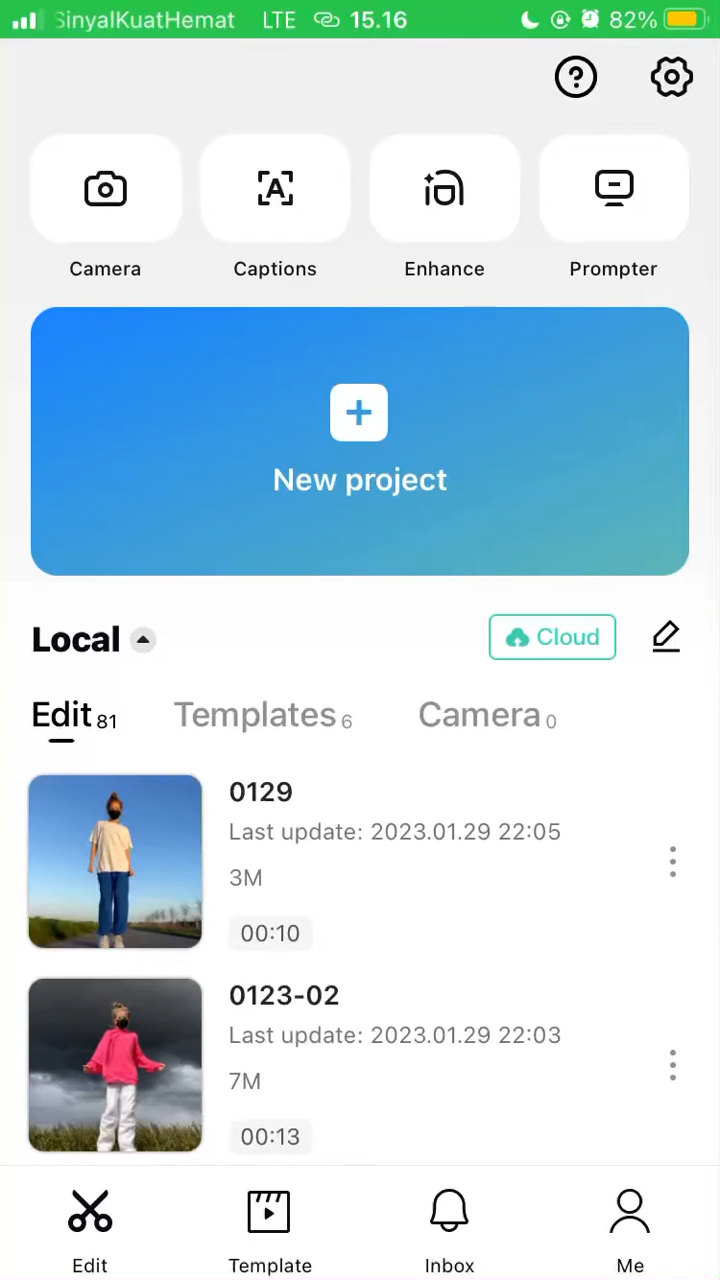 SinyalKuatHemat LTE 15.16 82%
Camera Captions Enhance Prompter
New project
Local Cloud
Edit 81 Templates 6 Camera 0
0129
Last update: 2023.01.29 22:05
3M
00:10
0123-02
Last update: 2023.01.29 22:03
7M
00:13
Edit Template Inbox Me